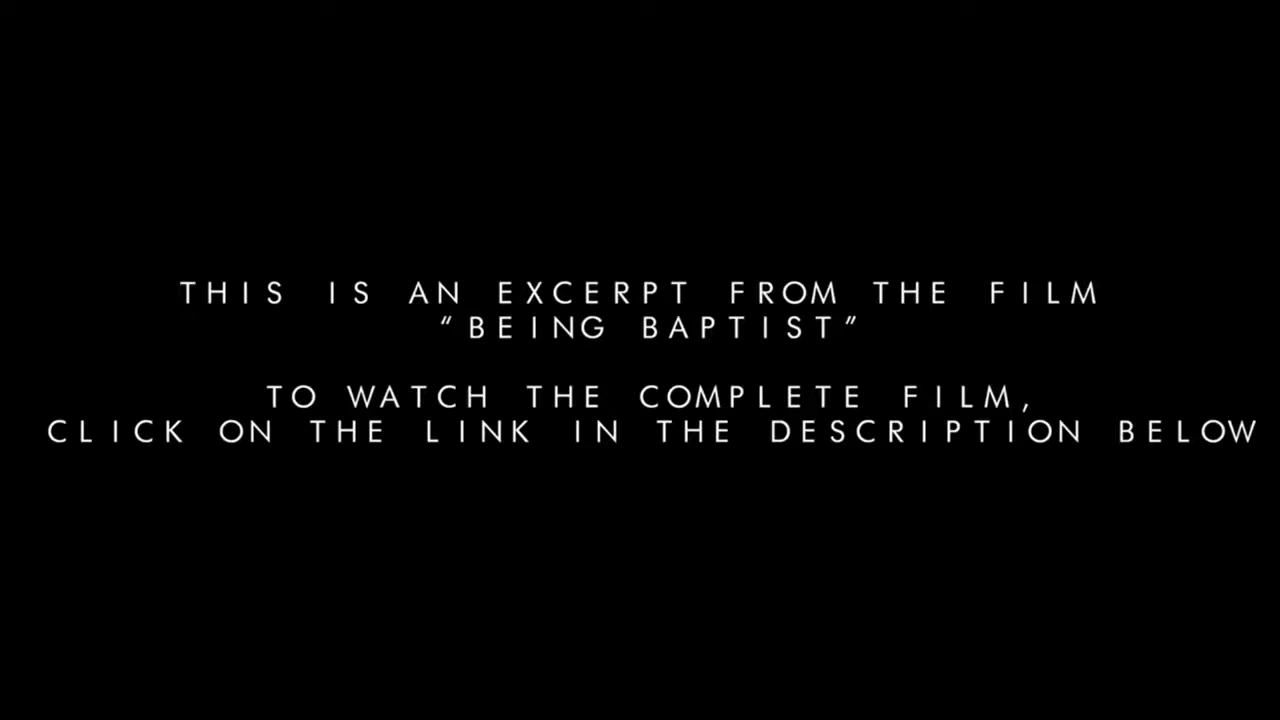 THIS IS AN EXCERPT FROM THE FILM
“BEING BAPTIST”
TO WATCH THE COMPLETE FILM,
CLICK ON THE LINK IN THE DESCRIPTION BELOW